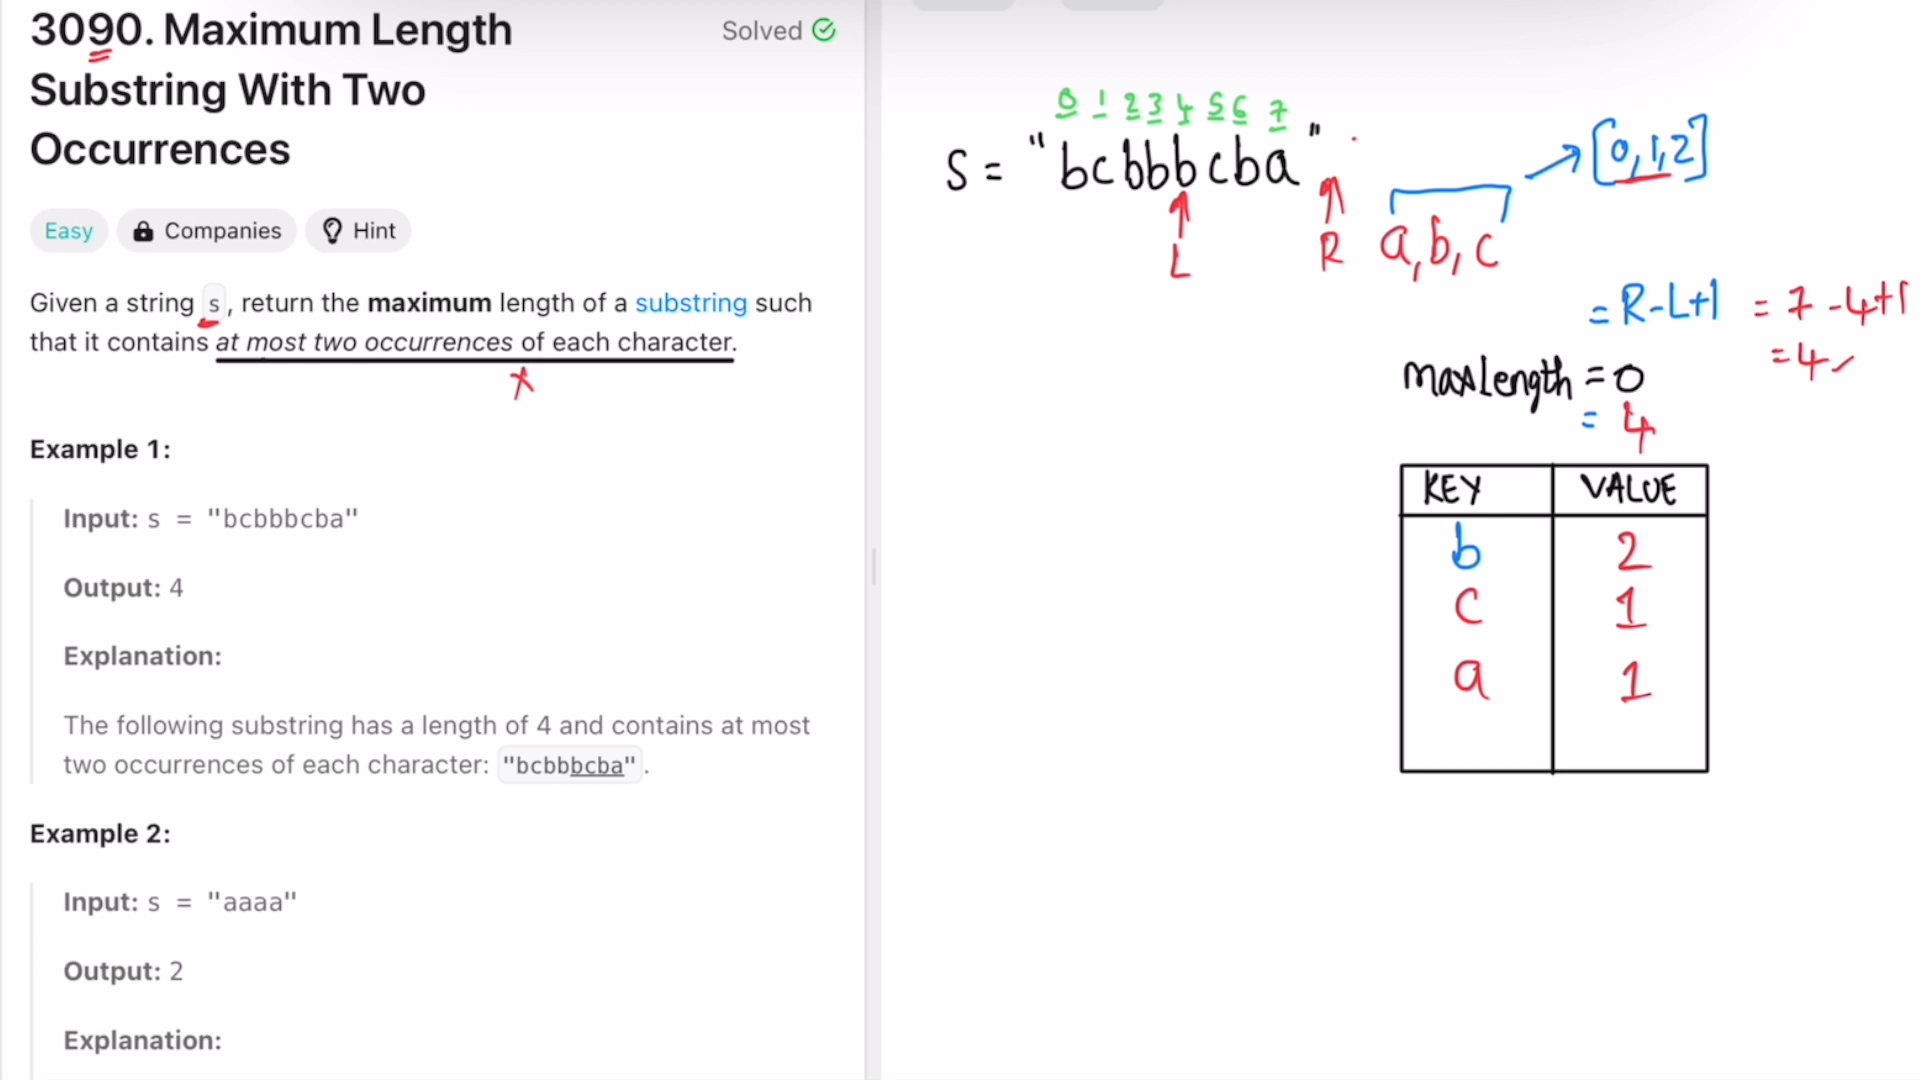 3090. Maximum Length
Substring With Two
Occurrences
Solved
Easy
Companies
Hint
Given a string s, return the maximum length of a substring such
that it contains at most two occurrences of each character.
x
Example 1:
Input: s = "bcbbbcba"
Output: 4
Explanation:
The following substring has a length of 4 and contains at most
two occurrences of each character: "bcbbbcba".
Example 2:
Input: s = "aaaa"
Output: 2
Explanation:
0 1 2 3 4 5 6 7
S = "bcbbbcba"
L
R
a, b, c
[0, 1, 2]
= R-L+1 = 7-4+1
= 4 ✓
maxLength = 0
= 4
KEY VALUE
b 2
c 1
a 1